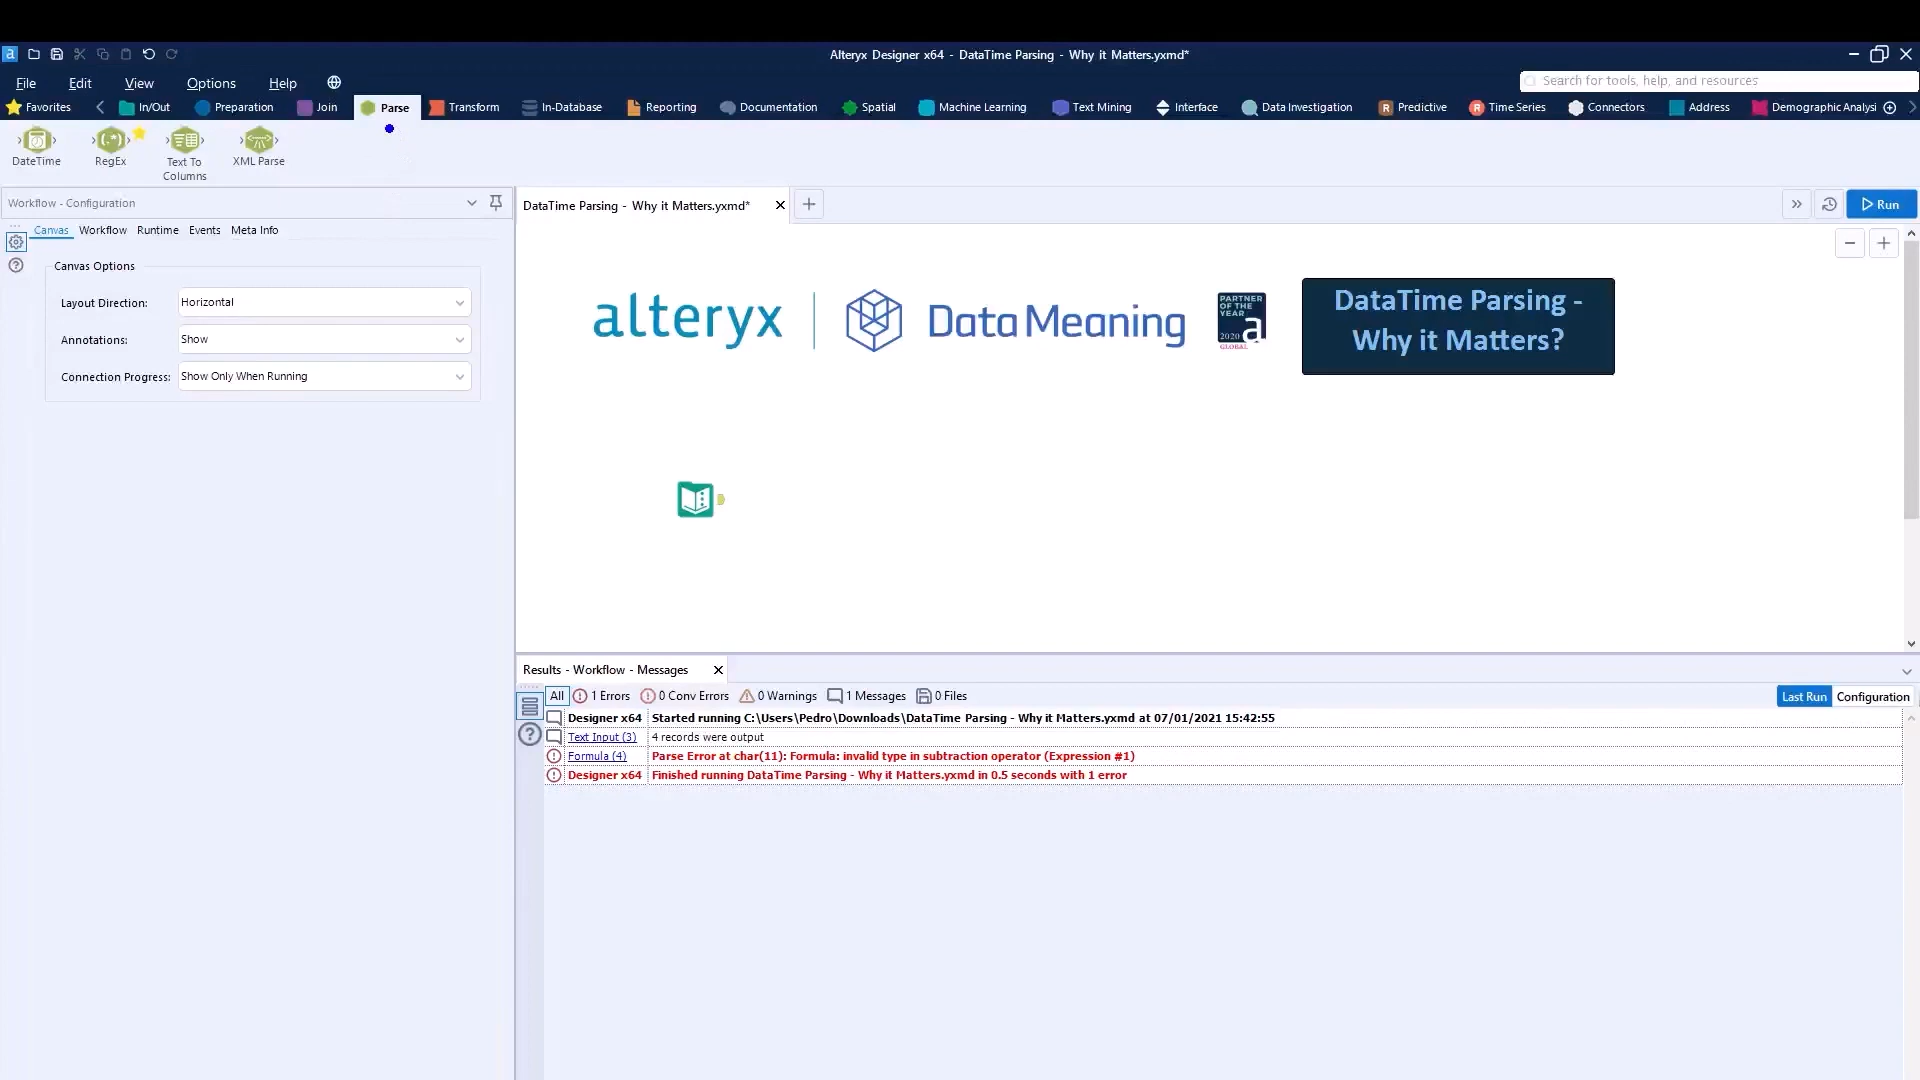 Alteryx Designer x64 - DataTime Parsing - Why it Matters.yxmd*
File Edit View Options Help
Search for tools, help, and resources
Favorites In/Out Preparation Join Parse Transform In-Database Reporting Documentation Spatial Machine Learning Text Mining Interface Data Investigation Predictive Time Series Connectors Address Demographic Analysi
DateTime RegEx Text To Columns XML Parse
Workflow - Configuration
DataTime Parsing - Why it Matters.yxmd*
Run
Canvas Workflow Runtime Events Meta Info
Canvas Options
Layout Direction: Horizontal
Annotations: Show
Connection Progress: Show Only When Running
alteryx
Data Meaning
PARTNER
OF THE
YEAR
2020
GLOBAL
DataTime Parsing -
Why it Matters?
Results - Workflow - Messages
All 1 Errors 0 Conv Errors 0 Warnings 1 Messages 0 Files
Last Run Configuration
Designer x64 Started running C:\Users\Pedro\Downloads\DataTime Parsing - Why it Matters.yxmd at 07/01/2021 15:42:55
Text Input (3) 4 records were output
Formula (4) Parse Error at char(11): Formula: invalid type in subtraction operator (Expression #1)
Designer x64 Finished running DataTime Parsing - Why it Matters.yxmd in 0.5 seconds with 1 error